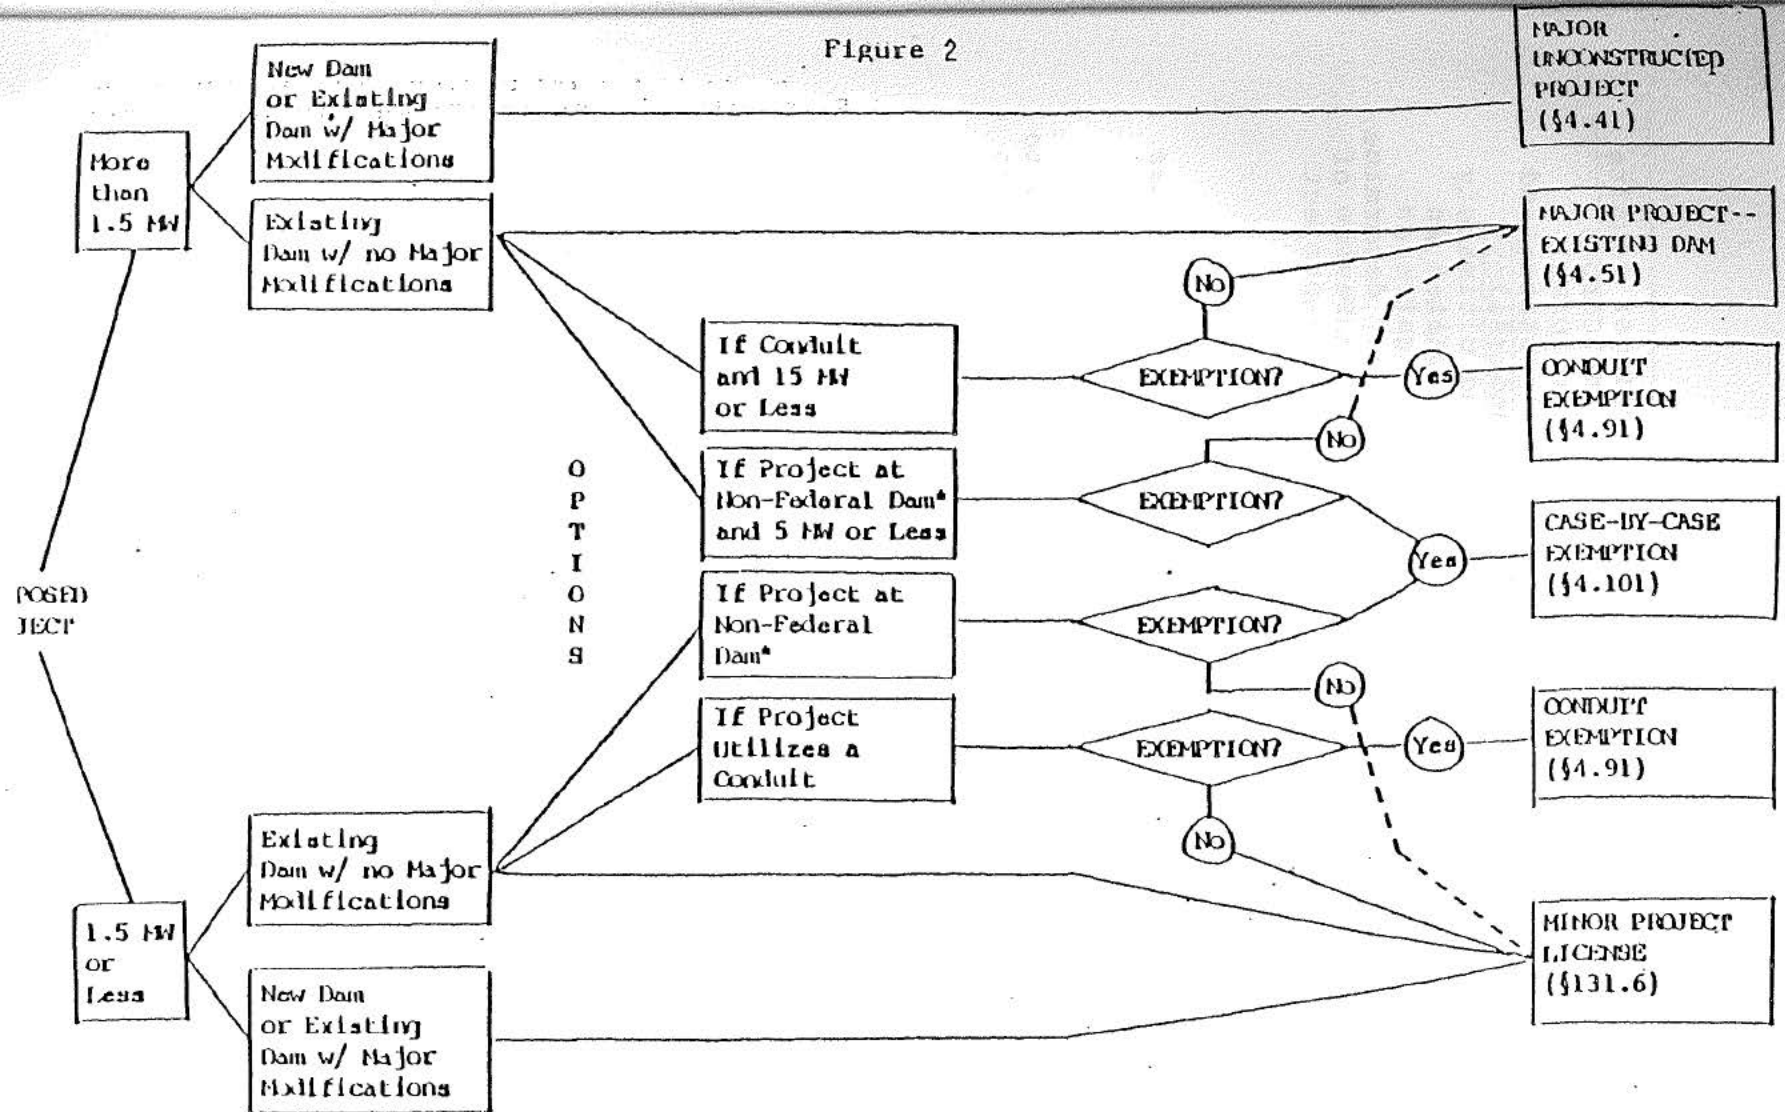 Figure 2
New Dam
or Existing
Dam w/ Major
Modifications
More
than
1.5 MW
Existing
Dam w/ no Major
Modifications
POSED
JECT
1.5 MW
or
Less
Existing
Dam w/ no Major
Modifications
New Dam
or Existing
Dam w/ Major
Modifications
O
P
T
I
O
N
S
If Conduit
and 15 MW
or Less
If Project at
Non-Federal Dam*
and 5 MW or Less
If Project at
Non-Federal
Dam*
If Project
Utilizes a
Conduit
No
EXEMPTION?
Yes
No
EXEMPTION?
Yes
EXEMPTION?
No
EXEMPTION?
Yes
No
MAJOR
UNCONSTRUCTED
PROJECT
(§4.41)
MAJOR PROJECT--
EXISTING DAM
(§4.51)
CONDUIT
EXEMPTION
(§4.91)
CASE-BY-CASE
EXEMPTION
(§4.101)
CONDUIT
EXEMPTION
(§4.91)
MINOR PROJECT
LICENSE
(§131.6)